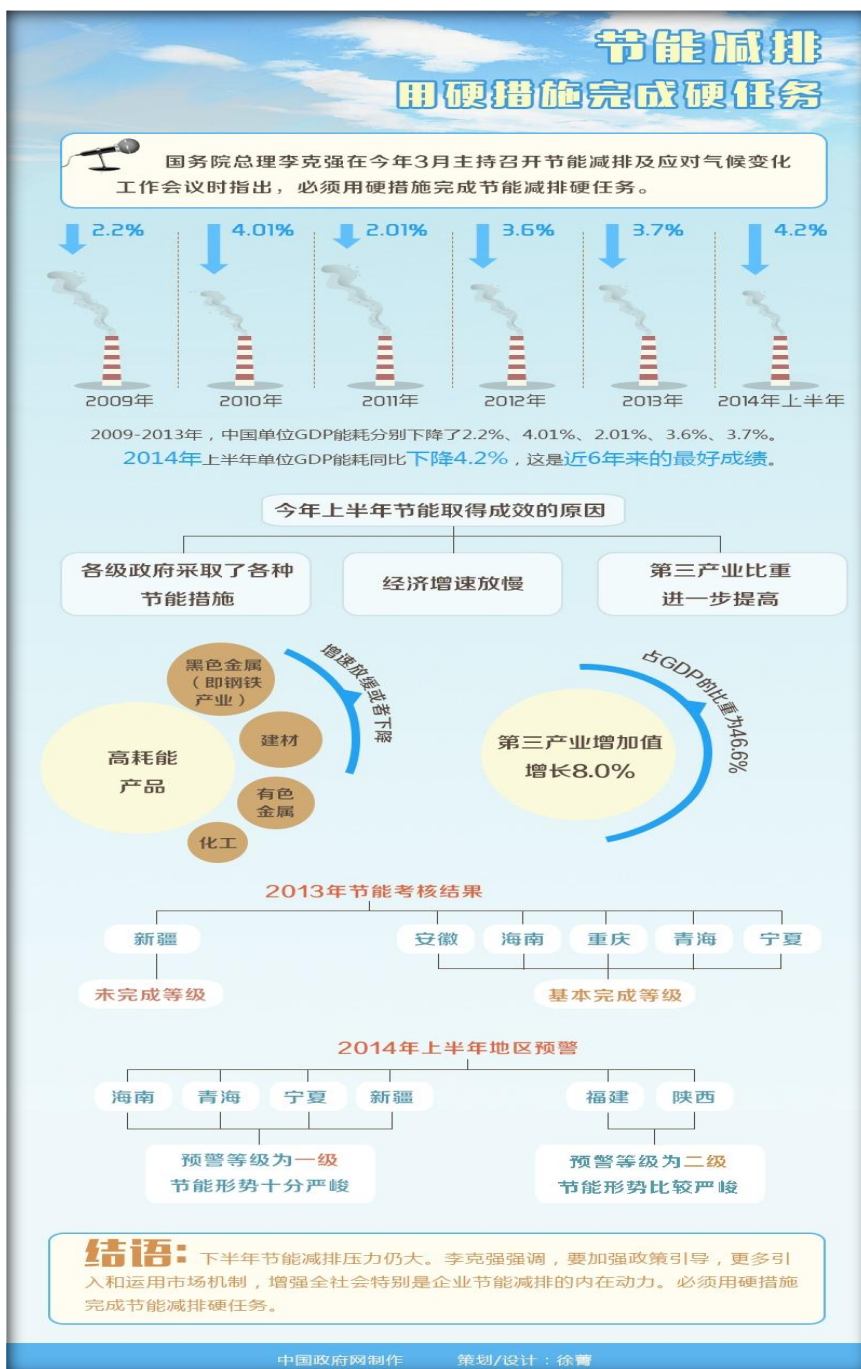 节能减排
用硬措施完成硬任务
国务院总理李克强在今年3月主持召开节能减排及应对气候变化
工作会议时指出，必须用硬措施完成节能减排硬任务。
2.2%
4.01%
2.01%
3.6%
3.7%
4.2%
2009年
2010年
2011年
2012年
2013年
2014年上半年
2009-2013年，中国单位GDP能耗分别下降了2.2%、4.01%、2.01%、3.6%、3.7%。
2014年上半年单位GDP能耗同比下降4.2%，这是近6年来的最好成绩。
今年上半年节能取得成效的原因
各级政府采取了各种
节能措施
经济增速放慢
第三产业比重
进一步提高
高耗能
产品
黑色金属
（即钢铁
产业）
建材
有色
金属
化工
增速放缓或者下降
第三产业增加值
增长8.0%
占GDP的比重为46.6%
2013年节能考核结果
新疆
安徽
海南
重庆
青海
宁夏
未完成等级
基本完成等级
2014年上半年地区预警
海南
青海
宁夏
新疆
福建
陕西
预警等级为一级
节能形势十分严峻
预警等级为二级
节能形势比较严峻
结语：下半年节能减排压力仍大。李克强强调，要加强政策引导，更多引
入和运用市场机制，增强全社会特别是企业节能减排的内在动力。必须用硬措施
完成节能减排硬任务。
中国政府网制作 策划/设计：徐菁